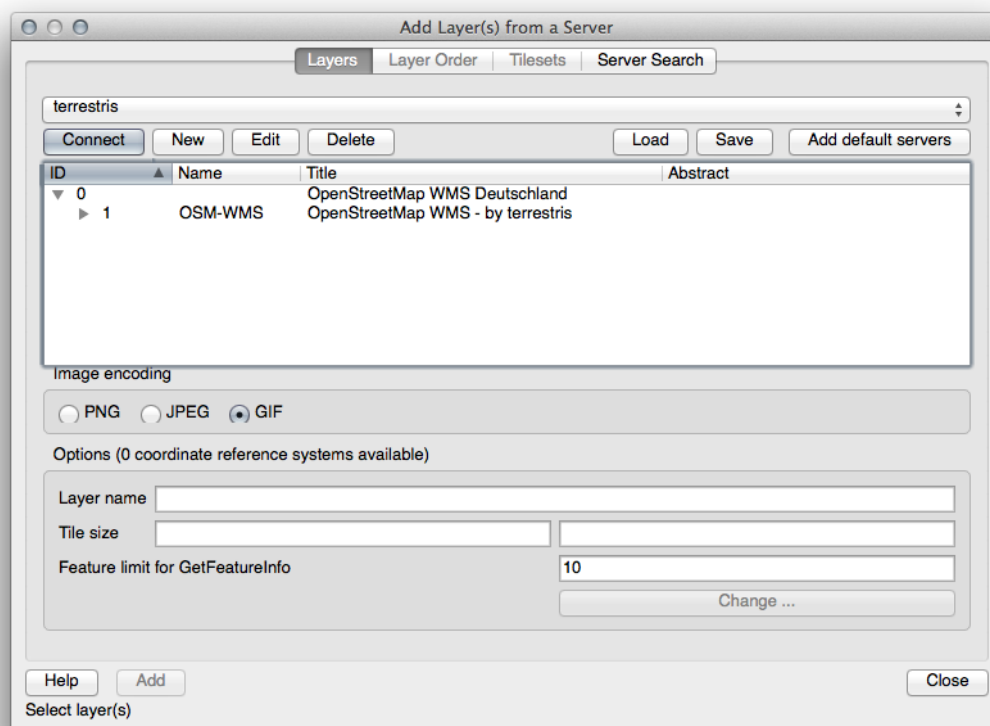 Add Layer(s) from a Server
Layers Layer Order Tilesets Server Search
terrestris
Connect New Edit Delete Load Save Add default servers
ID Name Title Abstract
0 OpenStreetMap WMS Deutschland
1 OSM-WMS OpenStreetMap WMS - by terrestris
Image encoding
PNG JPEG GIF
Options (0 coordinate reference systems available)
Layer name
Tile size
Feature limit for GetFeatureInfo 10
Change ...
Help Add Close
Select layer(s)